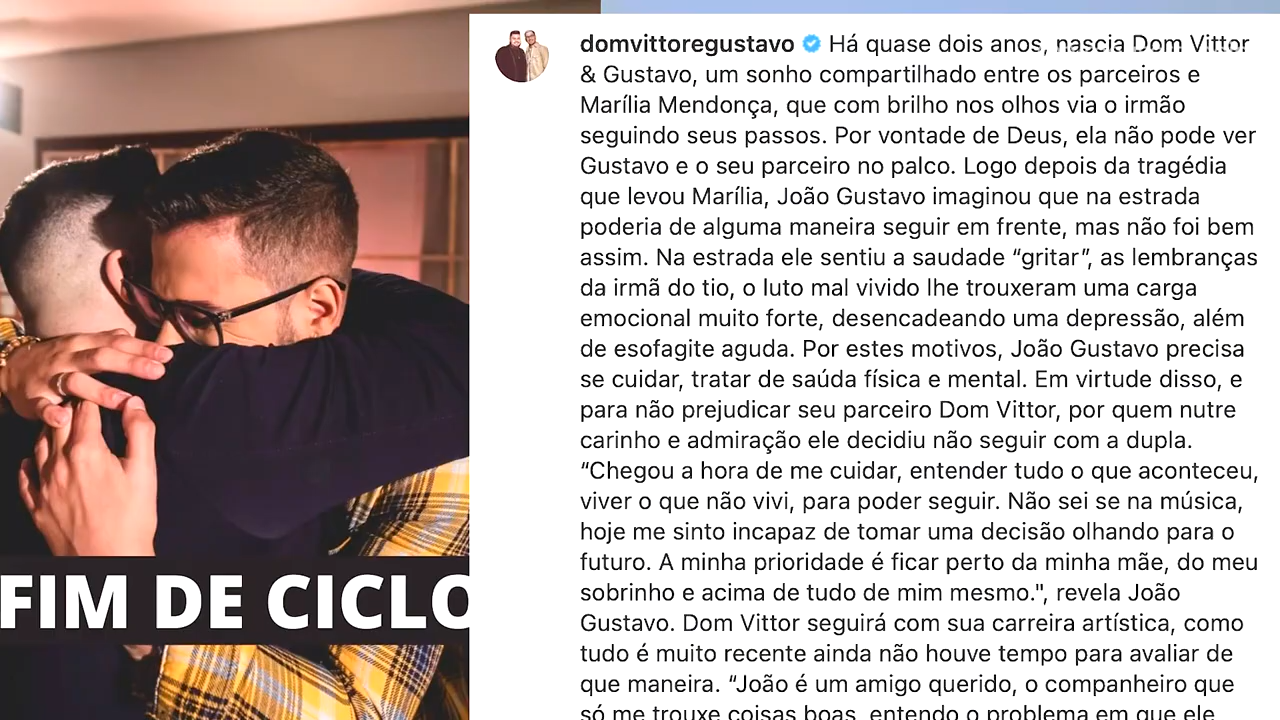 domvittoregustavo Há quase dois anos, nascia Dom Vittor
& Gustavo, um sonho compartilhado entre os parceiros e
Marília Mendonça, que com brilho nos olhos via o irmão
seguindo seus passos. Por vontade de Deus, ela não pode ver
Gustavo e o seu parceiro no palco. Logo depois da tragédia
que levou Marília, João Gustavo imaginou que na estrada
poderia de alguma maneira seguir em frente, mas não foi bem
assim. Na estrada ele sentiu a saudade “gritar”, as lembranças
da irmã do tio, o luto mal vivido lhe trouxeram uma carga
emocional muito forte, desencadeando uma depressão, além
de esofagite aguda. Por estes motivos, João Gustavo precisa
se cuidar, tratar de saúda física e mental. Em virtude disso, e
para não prejudicar seu parceiro Dom Vittor, por quem nutre
carinho e admiração ele decidiu não seguir com a dupla.
“Chegou a hora de me cuidar, entender tudo o que aconteceu,
viver o que não vivi, para poder seguir. Não sei se na música,
hoje me sinto incapaz de tomar uma decisão olhando para o
futuro. A minha prioridade é ficar perto da minha mãe, do meu
sobrinho e acima de tudo de mim mesmo.", revela João
Gustavo. Dom Vittor seguirá com sua carreira artística, como
tudo é muito recente ainda não houve tempo para avaliar de
que maneira. “João é um amigo querido, o companheiro que
só me trouxe coisas boas, entendo o problema em que ele
FIM DE CICLO